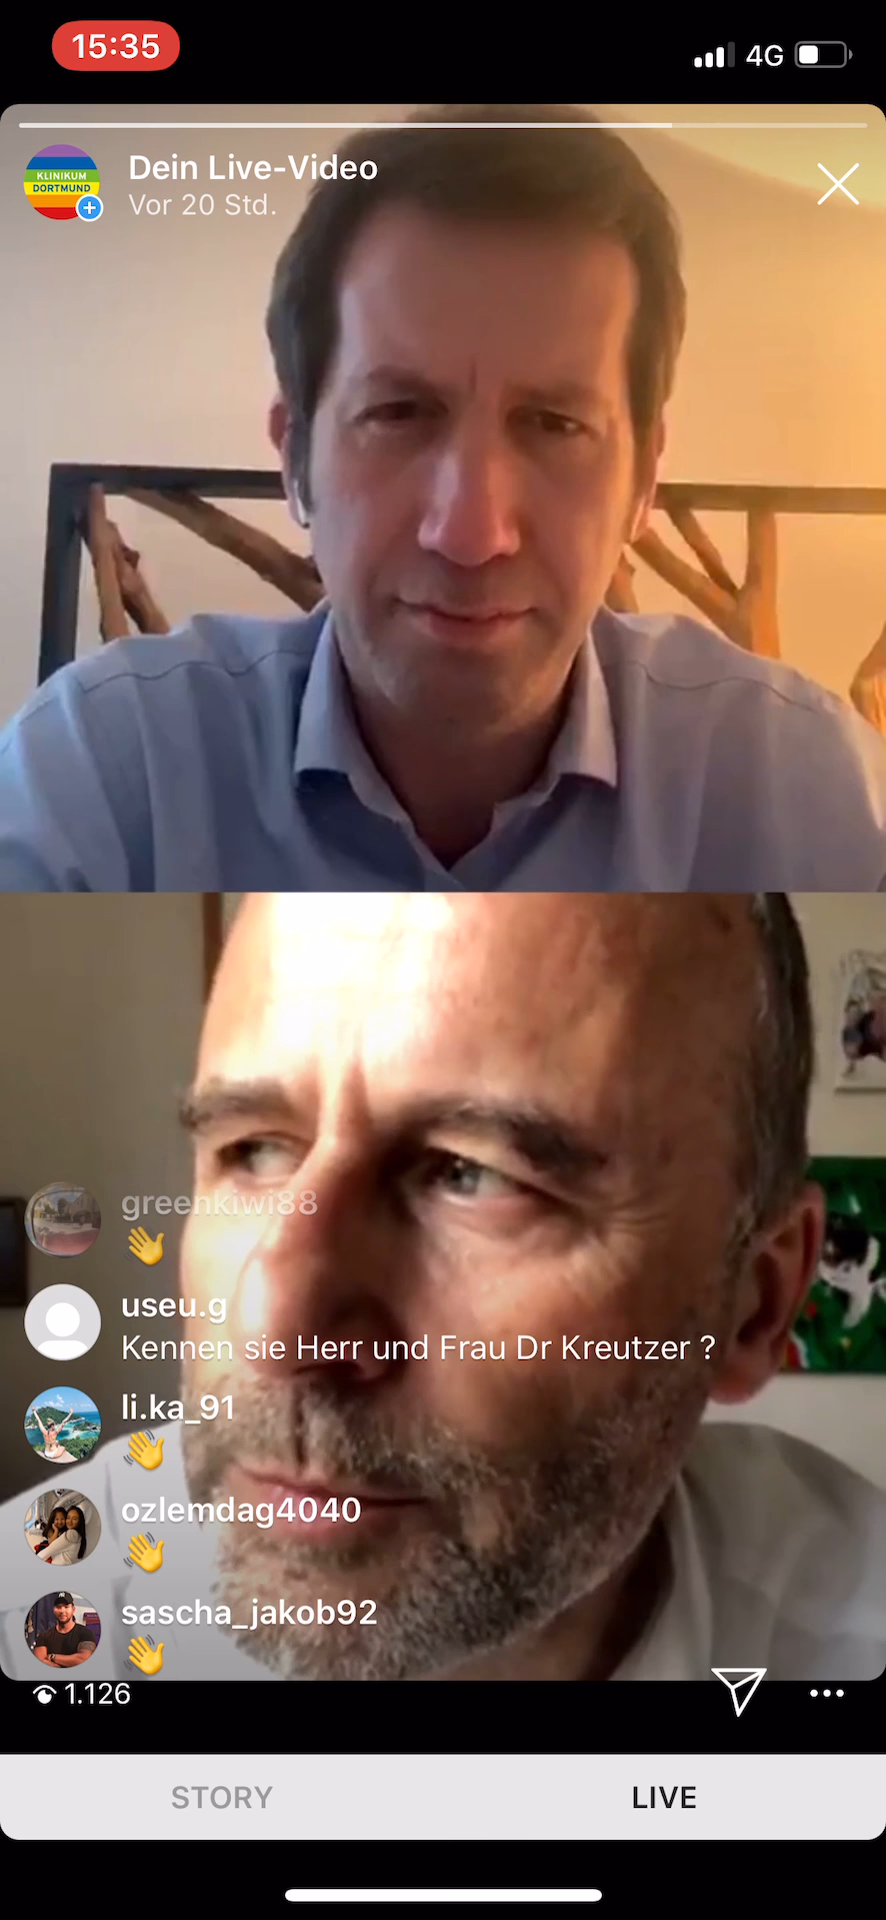 15:35
4G
KLINIKUM
DORTMUND
Dein Live-Video
Vor 20 Std.
greenkiwi88
👋
useu.g
Kennen sie Herr und Frau Dr Kreutzer ?
li.ka_91
👋
ozlemdag4040
👋
sascha_jakob92
👋
1.126
STORY
LIVE